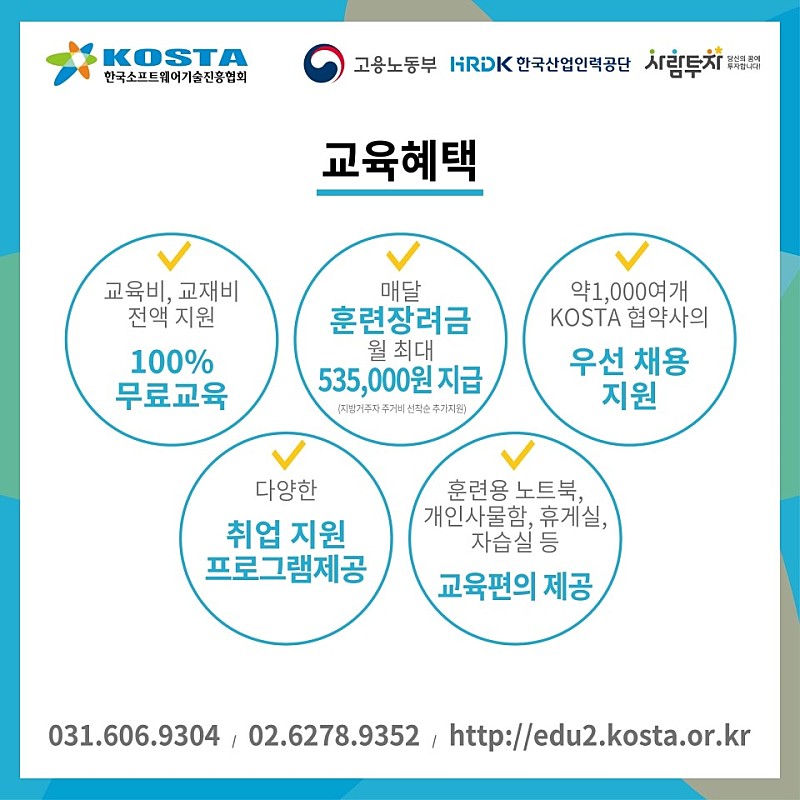 KOSTA
한국소프트웨어기술진흥협회
고용노동부
HRDK 한국산업인력공단
사람투자 당신의 꿈에
투자합니다!
교육혜택
교육비, 교재비
전액 지원
100%
무료교육
매달
훈련장려금
월 최대
535,000원 지급
(지방거주자 주거비 선착순 추가지원)
약1,000여개
KOSTA 협약사의
우선 채용
지원
다양한
취업 지원
프로그램제공
훈련용 노트북,
개인사물함, 휴게실,
자습실 등
교육편의 제공
031.606.9304 / 02.6278.9352 / http://edu2.kosta.or.kr